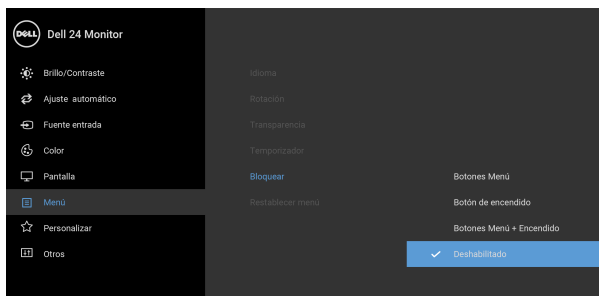 DELL Dell 24 Monitor
Brillo/Contraste
Ajuste automático
Fuente entrada
Color
Pantalla
Menú
Personalizar
Otros
Idioma
Rotación
Transparencia
Temporizador
Bloquear
Restablecer menú
Botones Menú
Botón de encendido
Botones Menú + Encendido
Deshabilitado